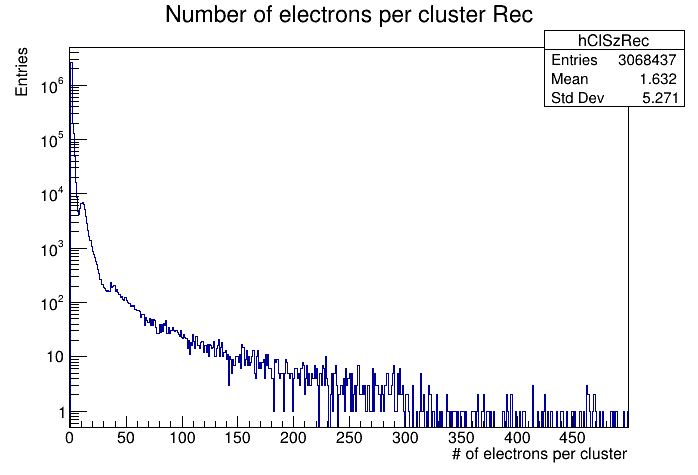 Number of electrons per cluster Rec
hClSzRec
Entries 3068437
Mean 1.632
Std Dev 5.271
Entries
10^6
10^5
10^4
10^3
10^2
10
1
0 50 100 150 200 250 300 350 400 450
# of electrons per cluster